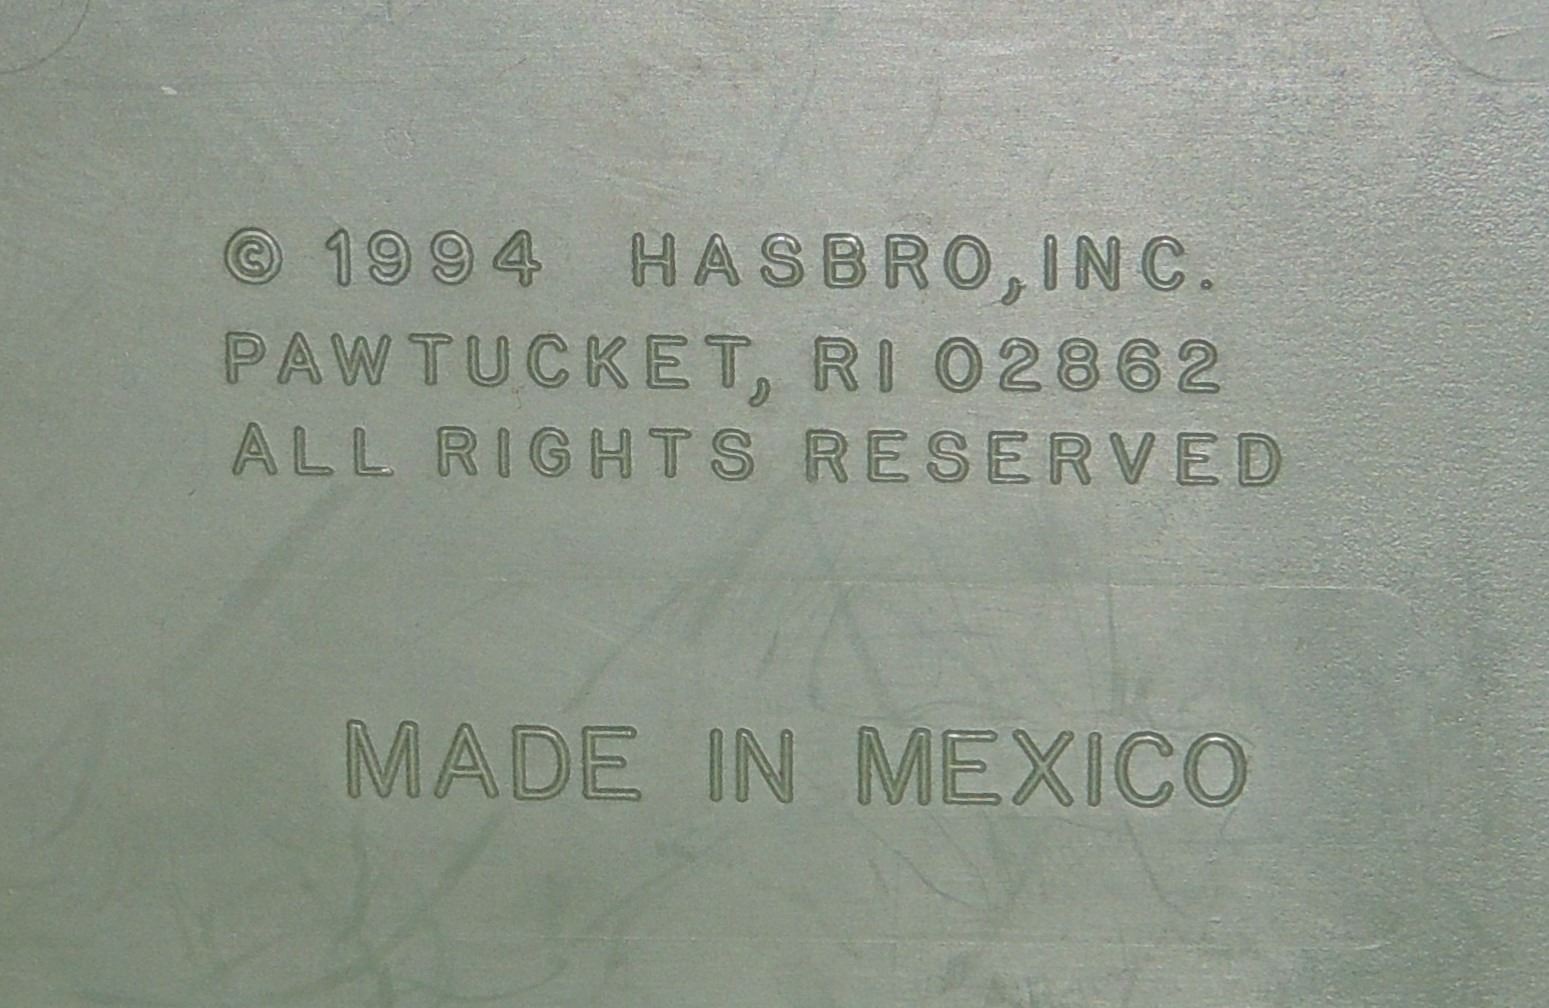 © 1994 HASBRO, INC.
PAWTUCKET, RI 02862
ALL RIGHTS RESERVED
MADE IN MEXICO